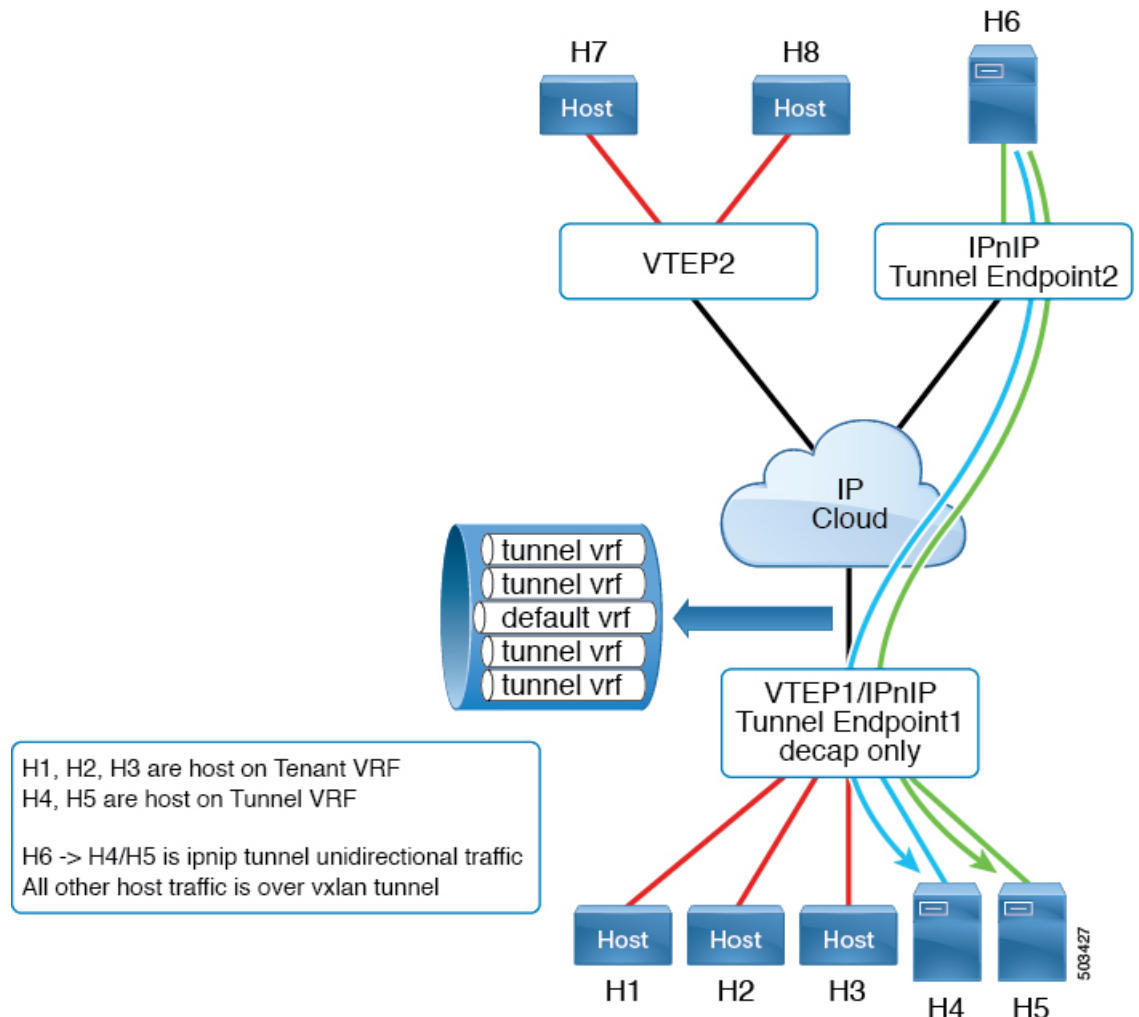 H6
H7
H8
Host
Host
VTEP2
IPnIP
Tunnel Endpoint2
IP
Cloud
tunnel vrf
tunnel vrf
default vrf
tunnel vrf
tunnel vrf
VTEP1/IPnIP
Tunnel Endpoint1
decap only
H1, H2, H3 are host on Tenant VRF
H4, H5 are host on Tunnel VRF
H6 -> H4/H5 is ipnip tunnel unidirectional traffic
All other host traffic is over vxlan tunnel
Host
Host
Host
H1
H2
H3
H4
H5
503427